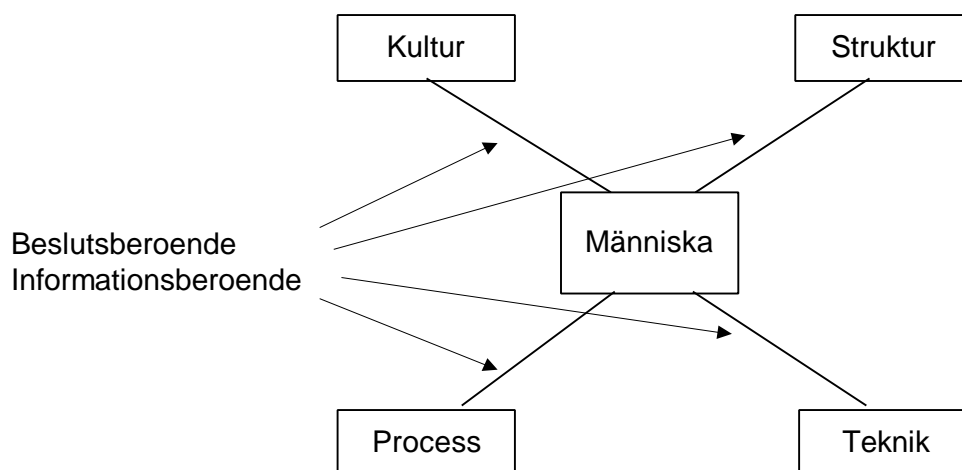 Kultur
Struktur
Människa
Beslutsberoende
Informationsberoende
Process
Teknik